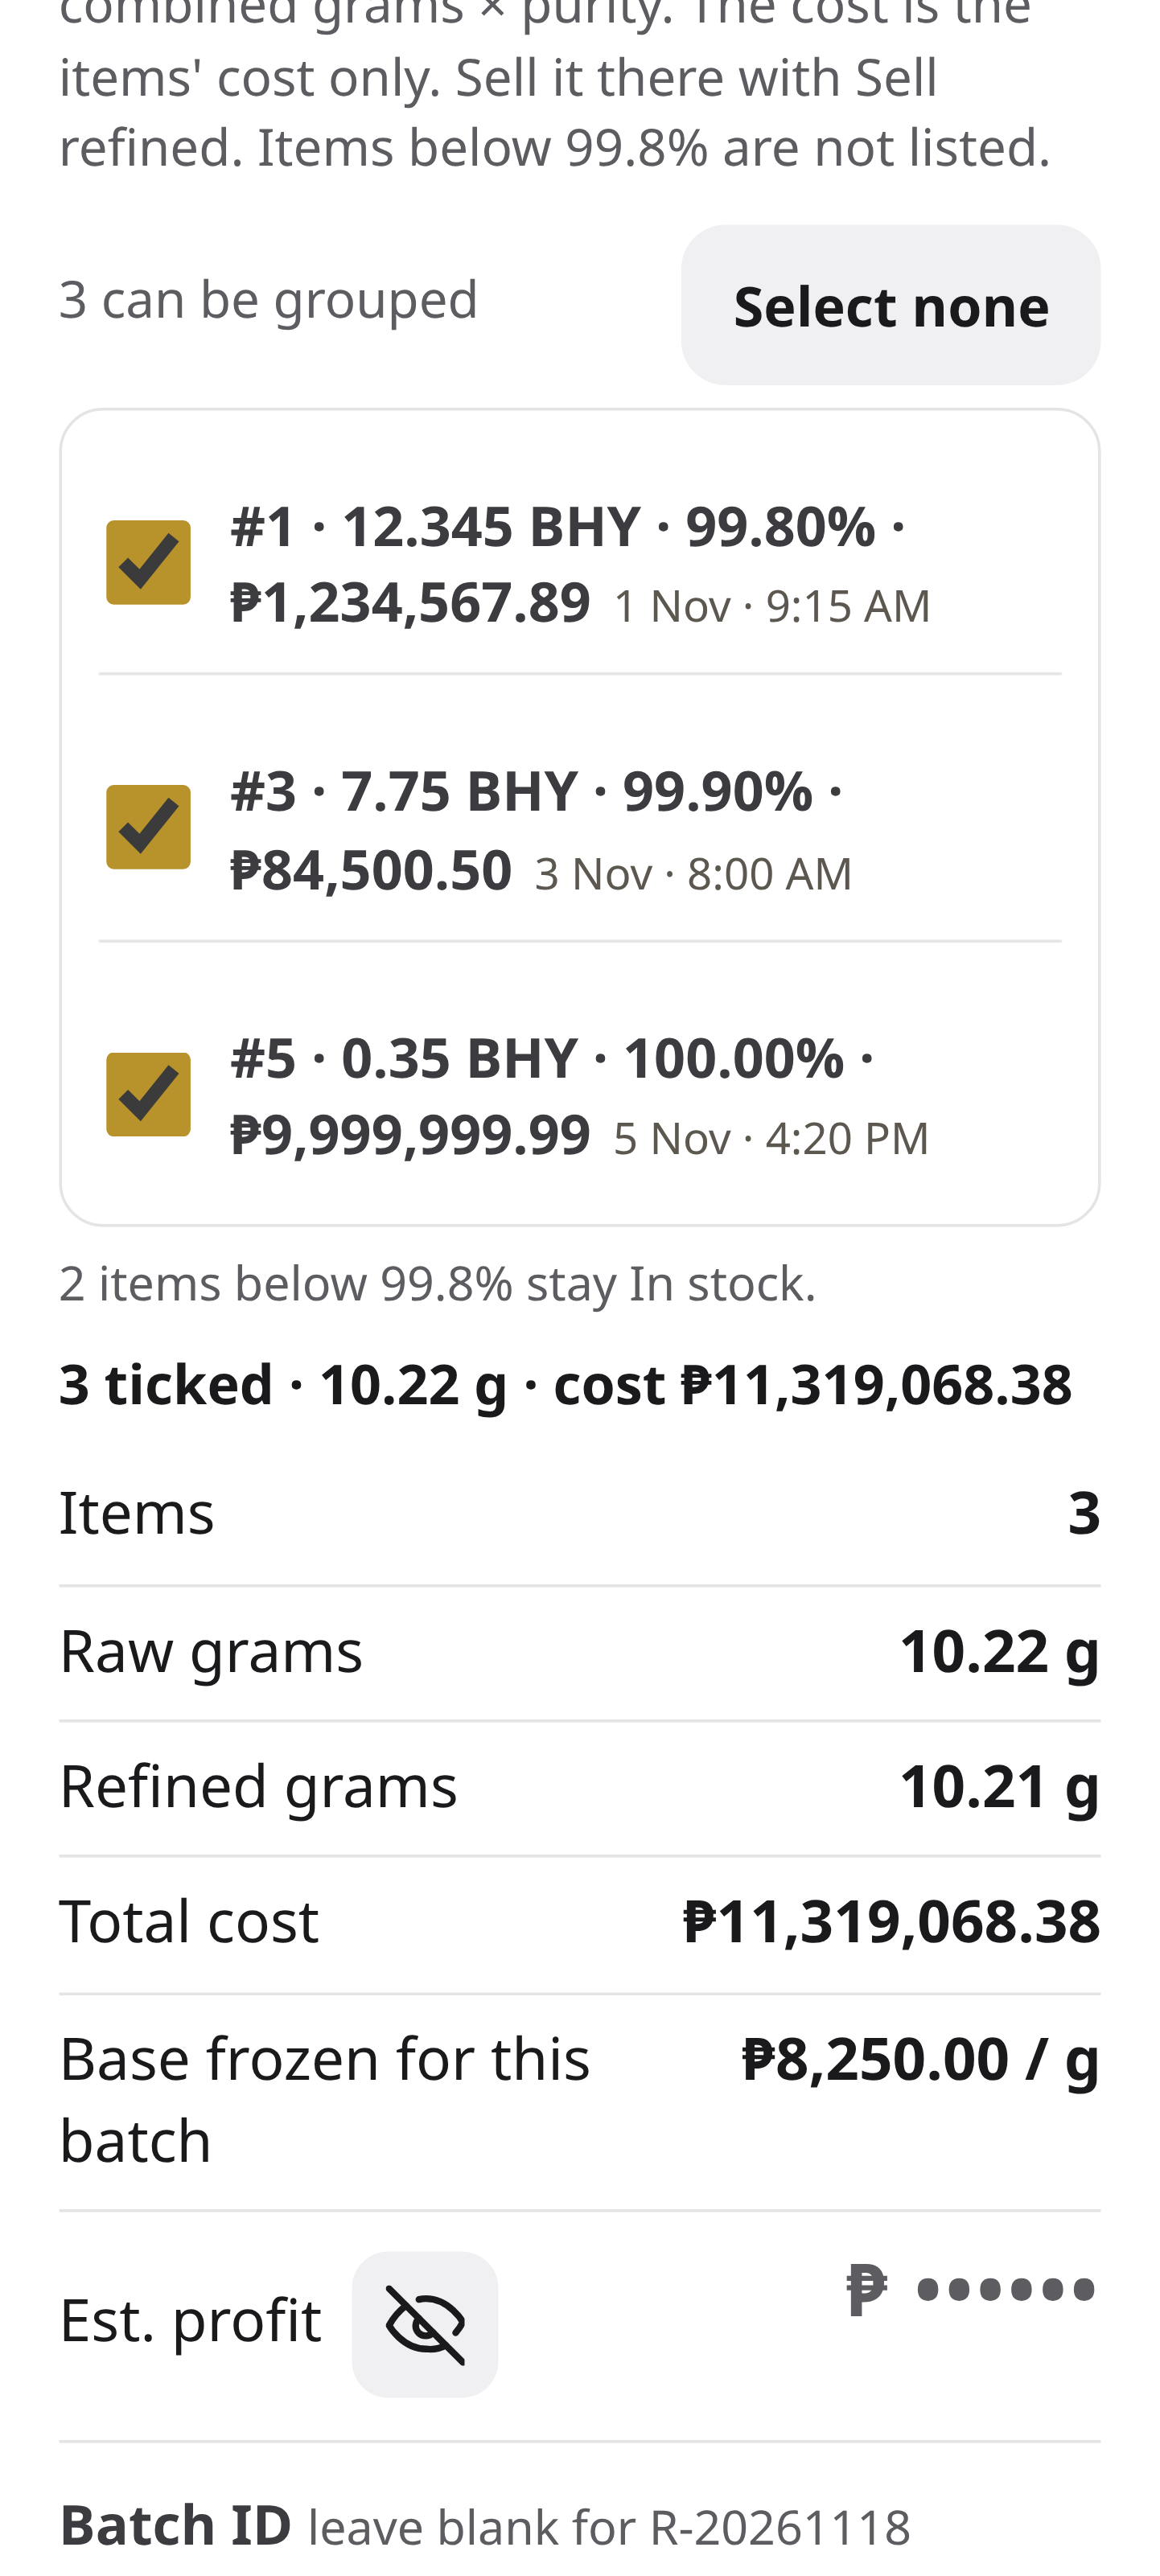 combined grams × purity. The cost is the
items' cost only. Sell it there with Sell
refined. Items below 99.8% are not listed.
3 can be grouped
Select none
#1 · 12.345 BHY · 99.80% ·
₱1,234,567.89 1 Nov · 9:15 AM
#3 · 7.75 BHY · 99.90% ·
₱84,500.50 3 Nov · 8:00 AM
#5 · 0.35 BHY · 100.00% ·
₱9,999,999.99 5 Nov · 4:20 PM
2 items below 99.8% stay In stock.
3 ticked · 10.22 g · cost ₱11,319,068.38
Items 3
Raw grams 10.22 g
Refined grams 10.21 g
Total cost ₱11,319,068.38
Base frozen for this ₱8,250.00 / g
batch
Est. profit ₱ ••••••
Batch ID leave blank for R-20261118